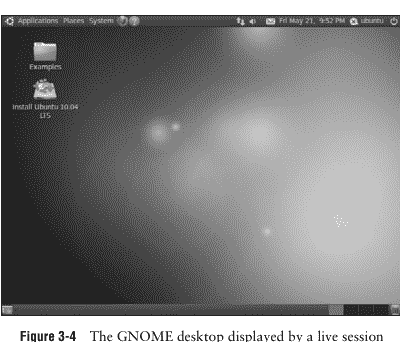 Applications Places System
Fri May 21, 9:52 PM ubuntu
Examples
Install Ubuntu 10.04
LTS
Figure 3-4 The GNOME desktop displayed by a live session